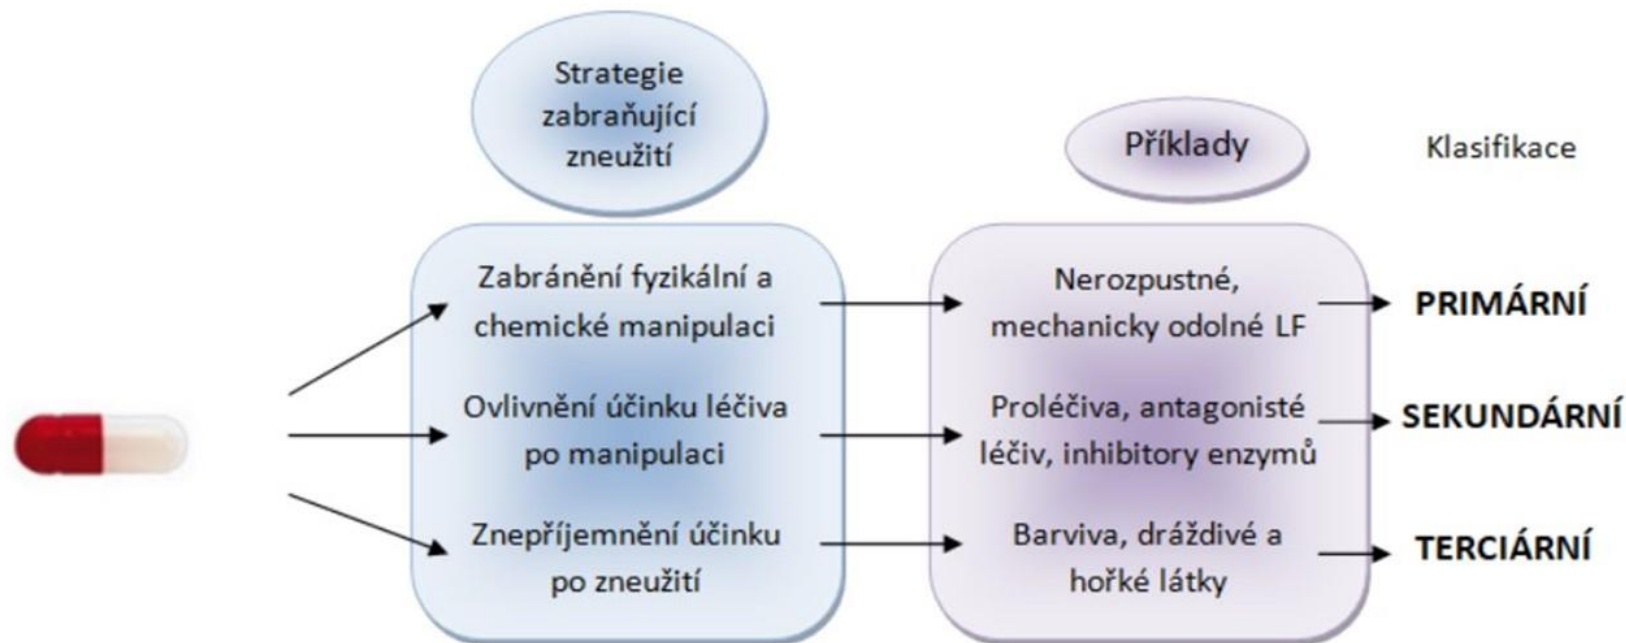 Strategie
zabraňující
zneužití
Příklady
Klasifikace
Zabránění fyzikální a
chemické manipulaci
Nerozpustné,
mechanicky odolné LF
PRIMÁRNÍ
Ovlivnění účinku léčiva
po manipulaci
Proléčiva, antagonisté
léčiv, inhibitory enzymů
SEKUNDÁRNÍ
Znepříjemnění účinku
po zneužití
Barviva, dráždivé a
hořké látky
TERCIÁRNÍ